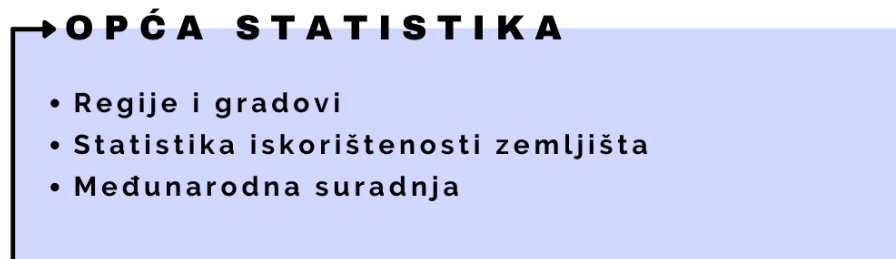 OPĆA STATISTIKA
• Regije i gradovi
• Statistika iskorištenosti zemljišta
• Međunarodna suradnja